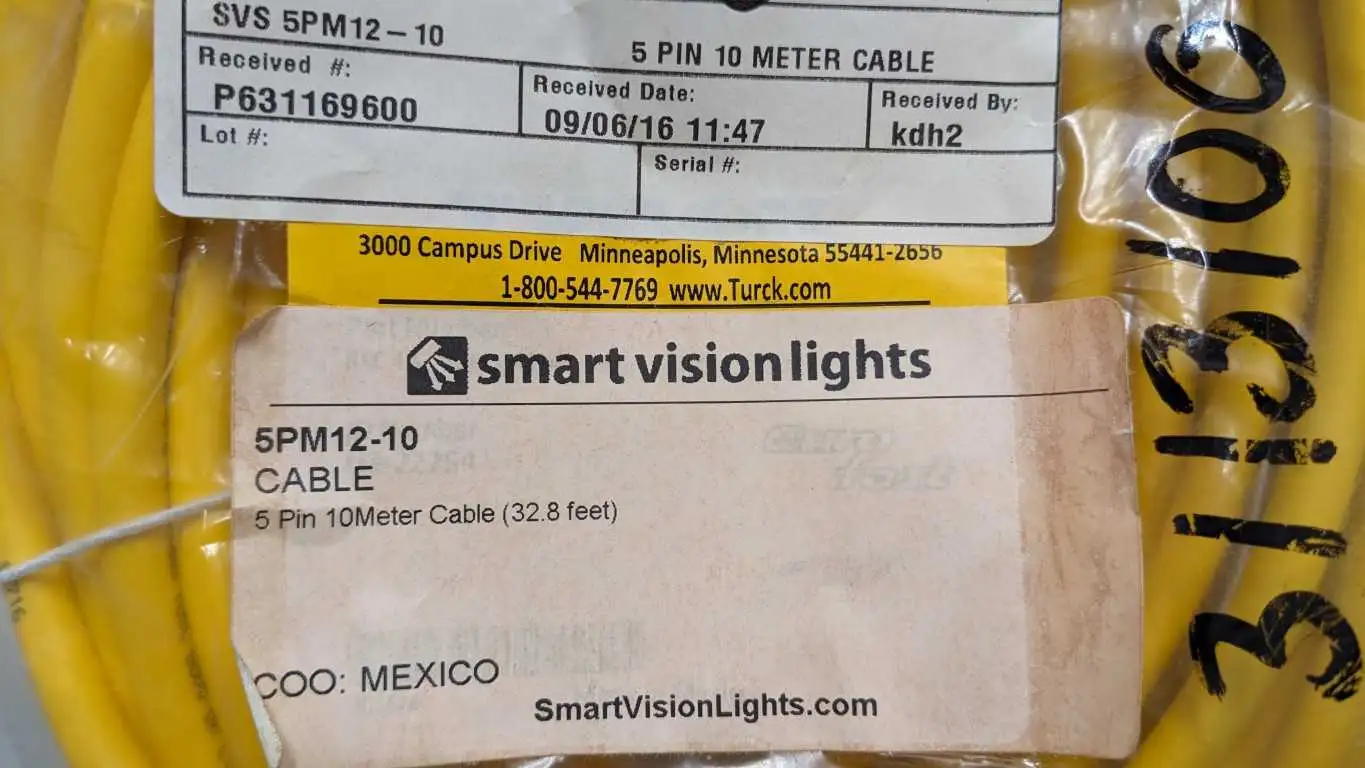 SVS 5PM12-10
5 PIN 10 METER CABLE
Received #:
P631169600
Received Date:
09/06/16 11:47
Received By:
kdh2
Lot #:
Serial #:
3000 Campus Drive Minneapolis, Minnesota 55441-2656
1-800-544-7769 www.Turck.com
smart vision lights
5PM12-10
CABLE
5 Pin 10Meter Cable (32.8 feet)
COO: MEXICO
SmartVisionLights.com
3113106